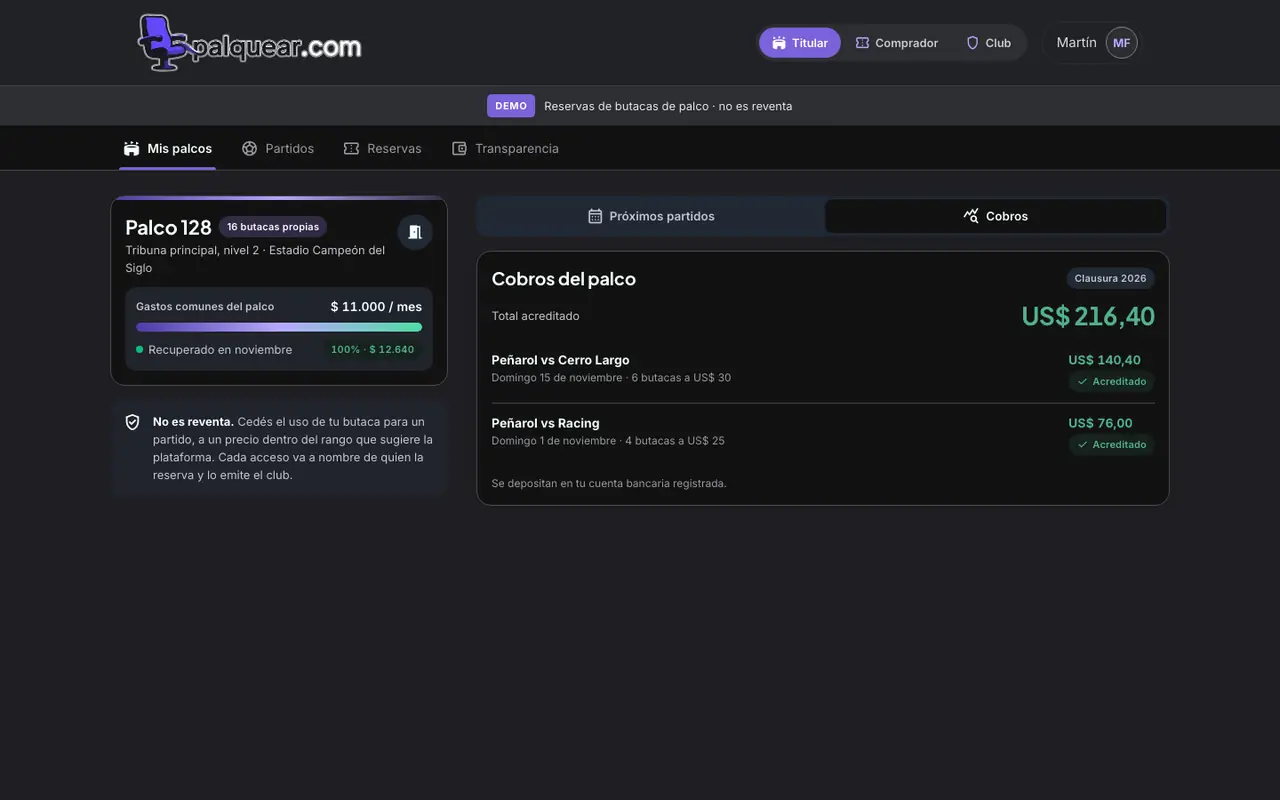 palquear.com
Titular
Comprador
Club
Martín
MF
DEMO
Reservas de butacas de palco · no es reventa
Mis palcos
Partidos
Reservas
Transparencia
Palco 128
16 butacas propias
Tribuna principal, nivel 2 · Estadio Campeón del
Siglo
Gastos comunes del palco
$ 11.000 / mes
Recuperado en noviembre
100% · $ 12.640
No es reventa. Cedés el uso de tu butaca para un
partido, a un precio dentro del rango que sugiere la
plataforma. Cada acceso va a nombre de quien la
reserva y lo emite el club.
Próximos partidos
Cobros
Cobros del palco
Clausura 2026
Total acreditado
US$ 216,40
Peñarol vs Cerro Largo
US$ 140,40
Domingo 15 de noviembre · 6 butacas a US$ 30
Acreditado
Peñarol vs Racing
US$ 76,00
Domingo 1 de noviembre · 4 butacas a US$ 25
Acreditado
Se depositan en tu cuenta bancaria registrada.